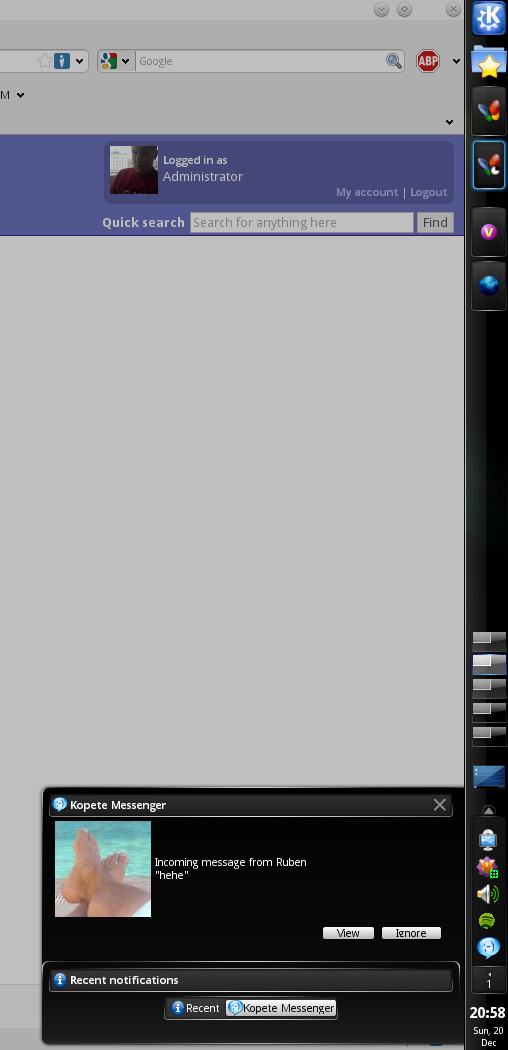 Google
ABP
M
Logged in as
Administrator
My account | Logout
Quick search Search for anything here Find
V
Kopete Messenger
Incoming message from Ruben
"hehe"
View Ignore
Recent notifications
Recent Kopete Messenger
1
20:58
Sun, 20
Dec